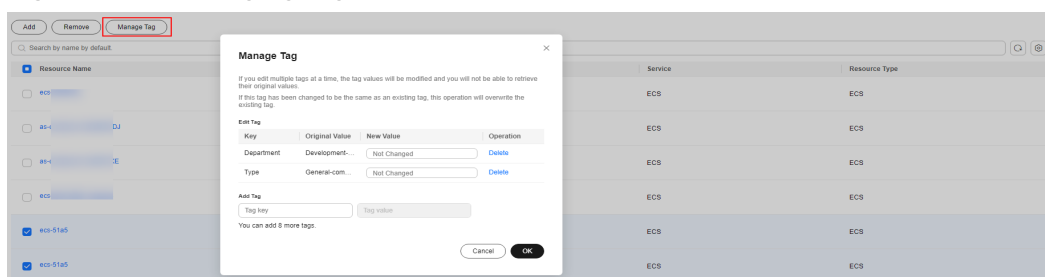 Add Remove Manage Tag
Search by name by default.
Resource Name Service Resource Type
ecs ECS ECS
ECS ECS
ECS ECS
ecs ECS ECS
ecs-51a5 ECS ECS
ecs-51a5 ECS ECS
Manage Tag
If you edit multiple tags at a time, the tag values will be modified and you will not be able to retrieve
their original values.
If this tag has been changed to be the same as an existing tag, this operation will overwrite the
existing tag.
Edit Tag
Key Original Value New Value Operation
Department Development-... Not Changed Delete
Type General-com... Not Changed Delete
Add Tag
Tag key Tag value
You can add 8 more tags.
Cancel OK